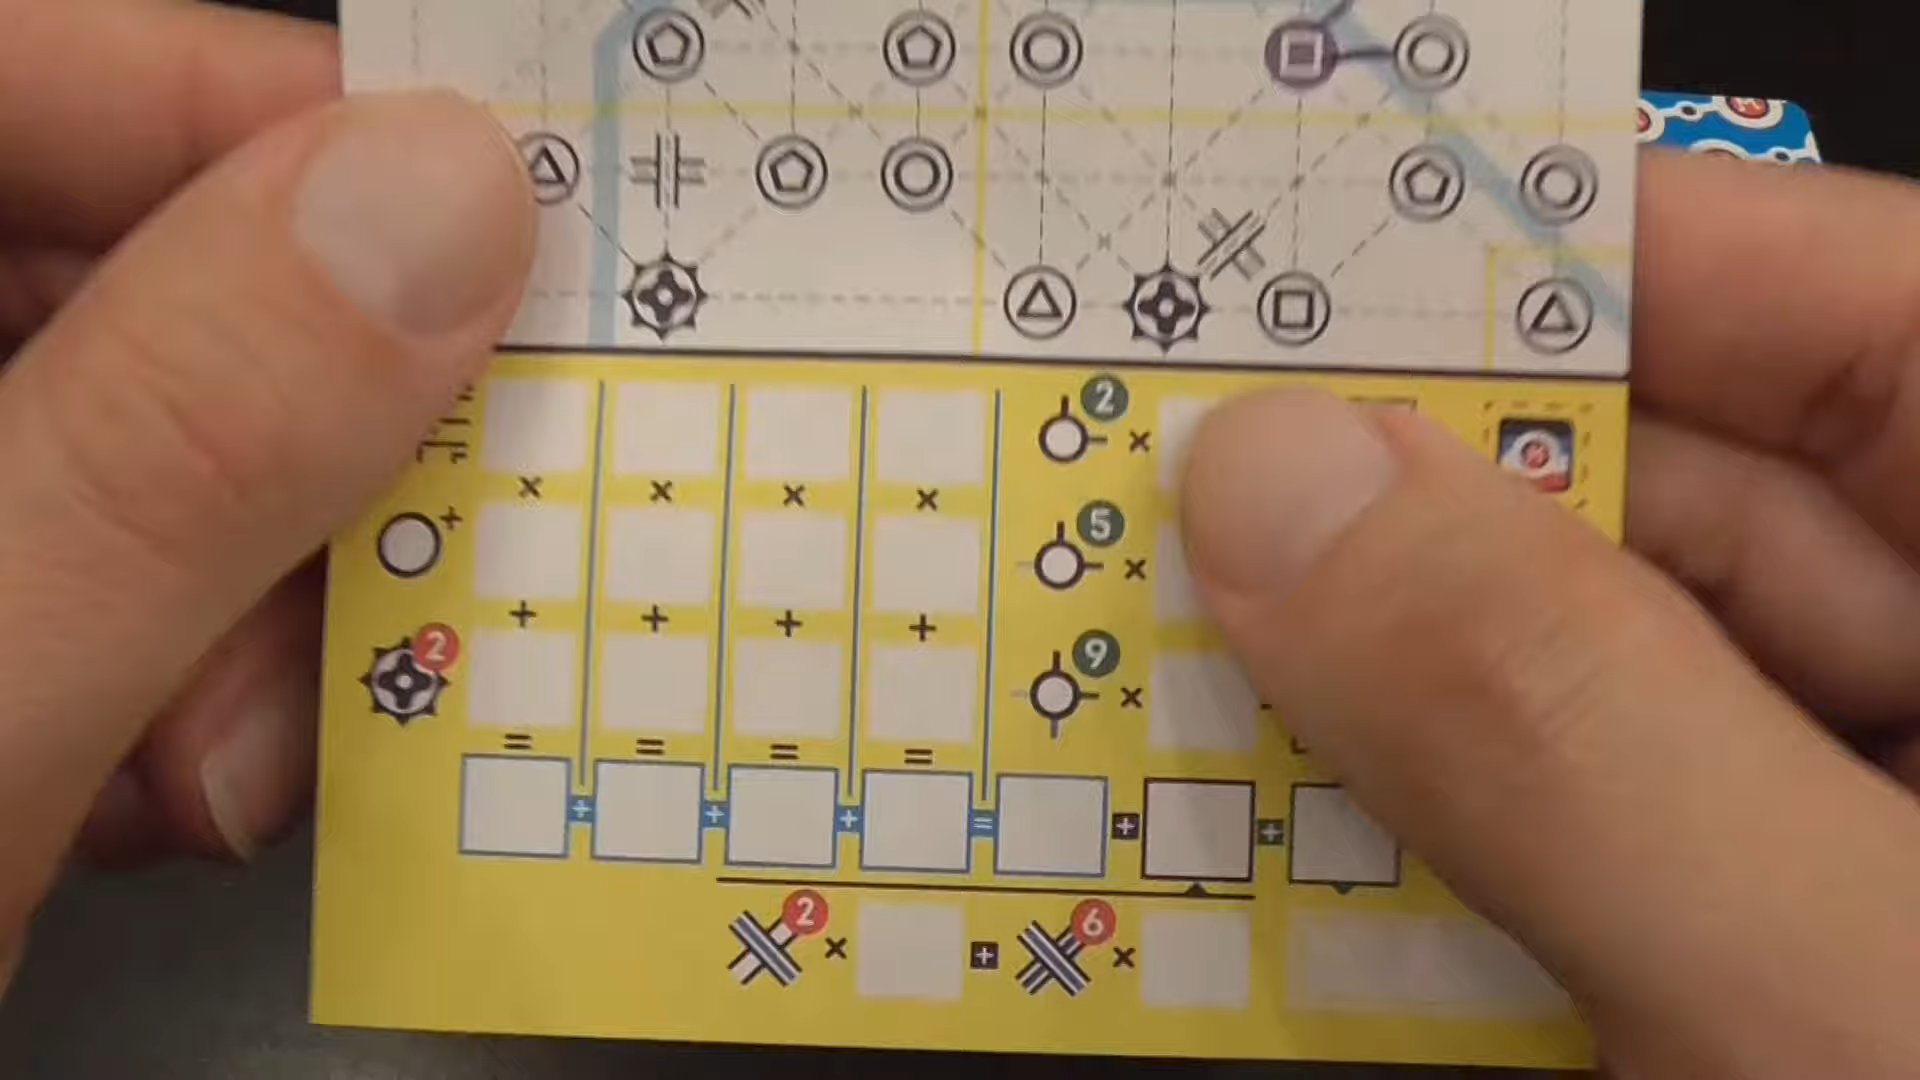 2 ×
× × × ×
5 ×
+
+ + + +
2
9 ×
= = = =
+ + + = + +
2 × + 6 ×